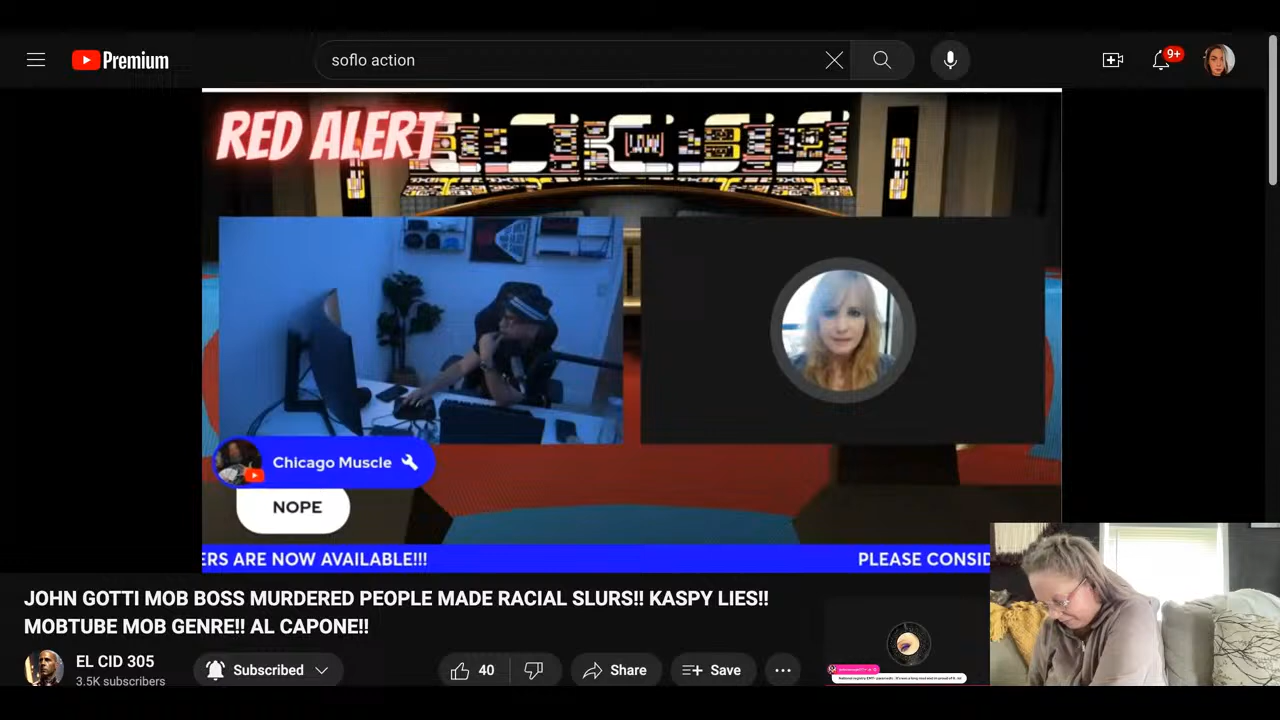 Premium
soflo action
9+
RED ALERT
Chicago Muscle
NOPE
ERS ARE NOW AVAILABLE!!!
PLEASE CONSID
JOHN GOTTI MOB BOSS MURDERED PEOPLE MADE RACIAL SLURS!! KASPY LIES!!
MOBTUBE MOB GENRE!! AL CAPONE!!
EL CID 305
3.5K subscribers
Subscribed
40
Share
Save